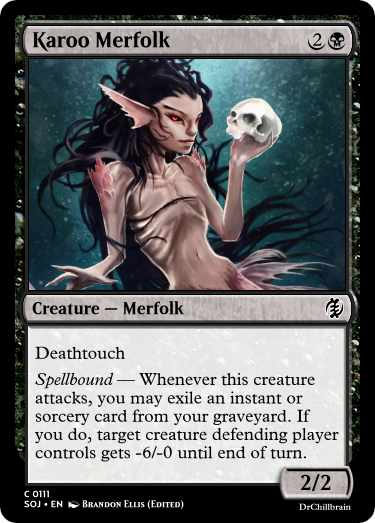 Karoo Merfolk 2
Creature — Merfolk
Deathtouch
Spellbound — Whenever this creature
attacks, you may exile an instant or
sorcery card from your graveyard. If
you do, target creature defending player
controls gets -6/-0 until end of turn.
2/2
C 0111
SOJ • EN Brandon Ellis (Edited)
DrChillbrain